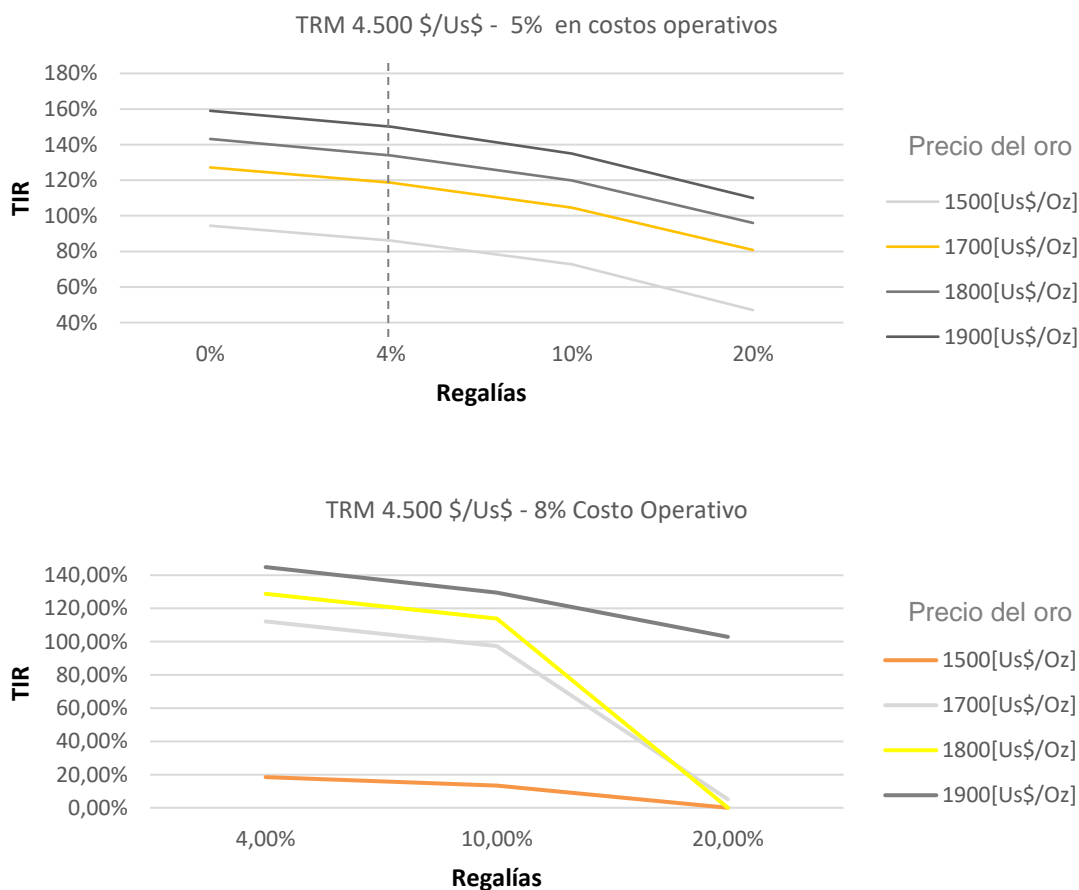 TRM 4.500 $/Us$ - 5% en costos operativos
180%
160%
140%
120%
100%
80%
60%
40%
TIR
0%
4%
10%
20%
Regalías
Precio del oro
1500[Us$/Oz]
1700[Us$/Oz]
1800[Us$/Oz]
1900[Us$/Oz]
TRM 4.500 $/Us$ - 8% Costo Operativo
140,00%
120,00%
100,00%
80,00%
60,00%
40,00%
20,00%
0,00%
TIR
4,00%
10,00%
20,00%
Regalías
Precio del oro
1500[Us$/Oz]
1700[Us$/Oz]
1800[Us$/Oz]
1900[Us$/Oz]